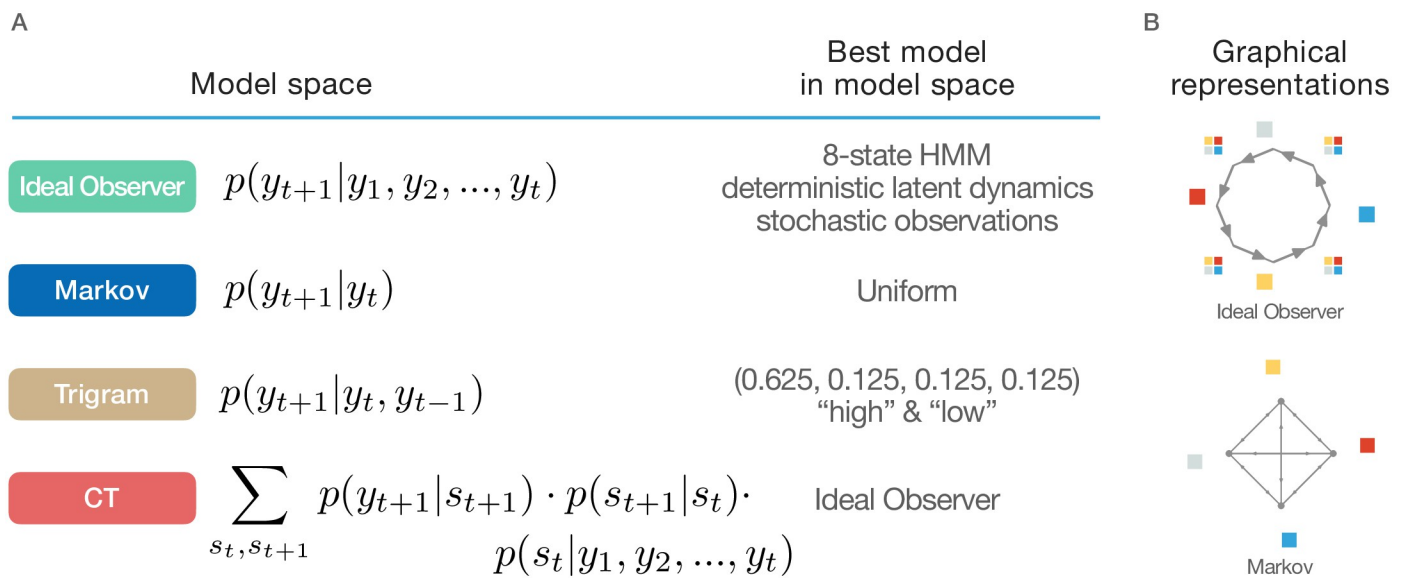 A
Model space
Best model
in model space
Ideal Observer
p(y_{t+1}|y_1, y_2, ..., y_t)
8-state HMM
deterministic latent dynamics
stochastic observations
Markov
p(y_{t+1}|y_t)
Uniform
Trigram
p(y_{t+1}|y_t, y_{t-1})
(0.625, 0.125, 0.125, 0.125)
“high” & “low”
CT
∑_{s_t,s_{t+1}} p(y_{t+1}|s_{t+1}) · p(s_{t+1}|s_t)·
p(s_t|y_1, y_2, ..., y_t)
Ideal Observer
B
Graphical
representations
Ideal Observer
Markov